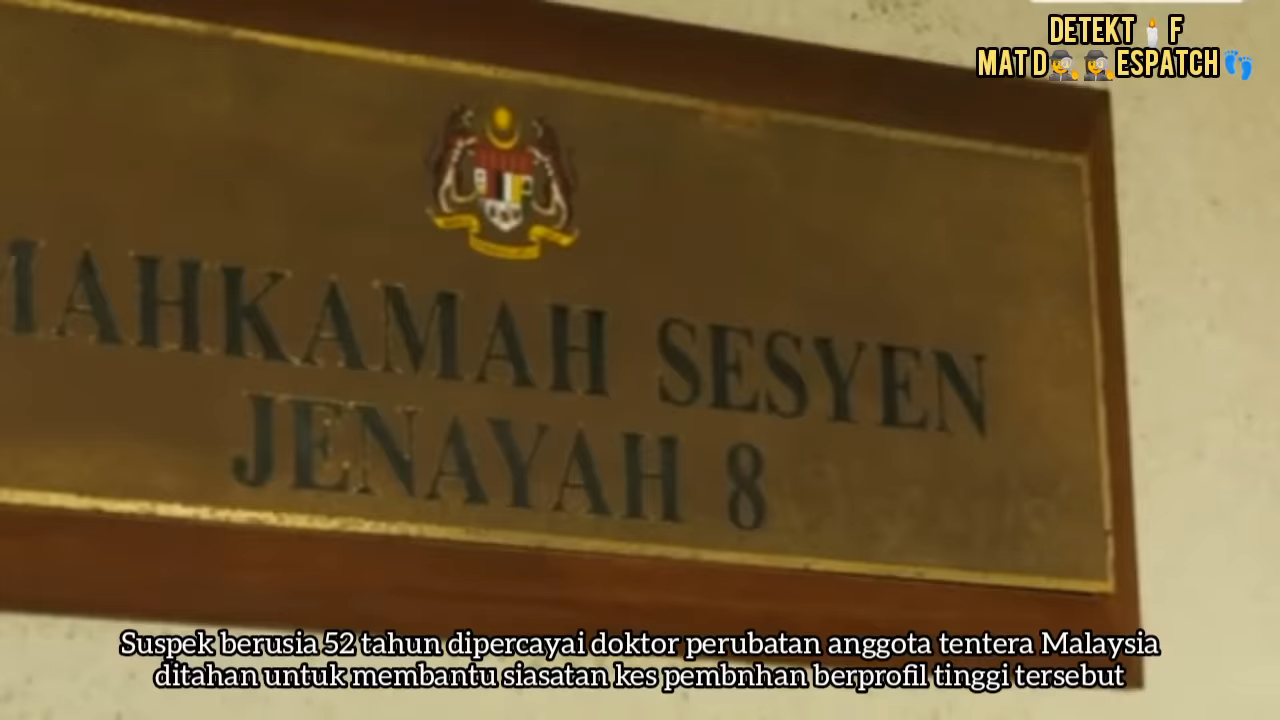 DETEKT🕯️F
MAT D🕵️🕵️ESPATCH👣
MAHKAMAH SESYEN
JENAYAH 8
Suspek berusia 52 tahun dipercayai doktor perubatan anggota tentera Malaysia
ditahan untuk membantu siasatan kes pembnhan berprofil tinggi tersebut